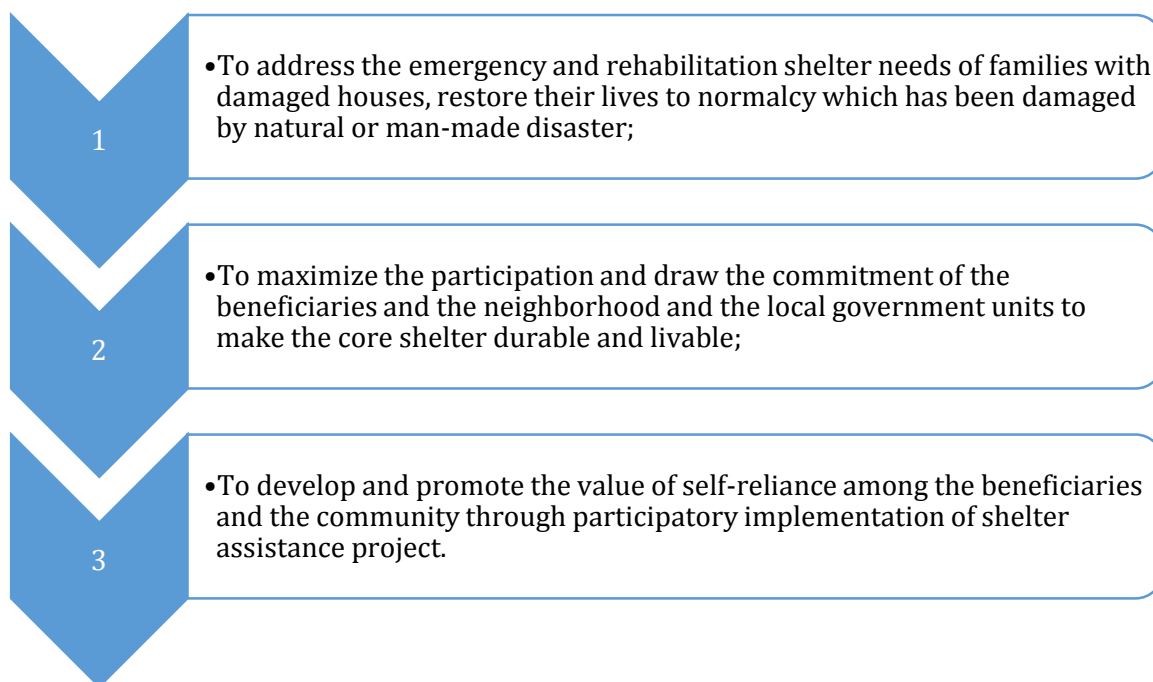 1
•To address the emergency and rehabilitation shelter needs of families with
damaged houses, restore their lives to normalcy which has been damaged
by natural or man-made disaster;
2
•To maximize the participation and draw the commitment of the
beneficiaries and the neighborhood and the local government units to
make the core shelter durable and livable;
3
•To develop and promote the value of self-reliance among the beneficiaries
and the community through participatory implementation of shelter
assistance project.